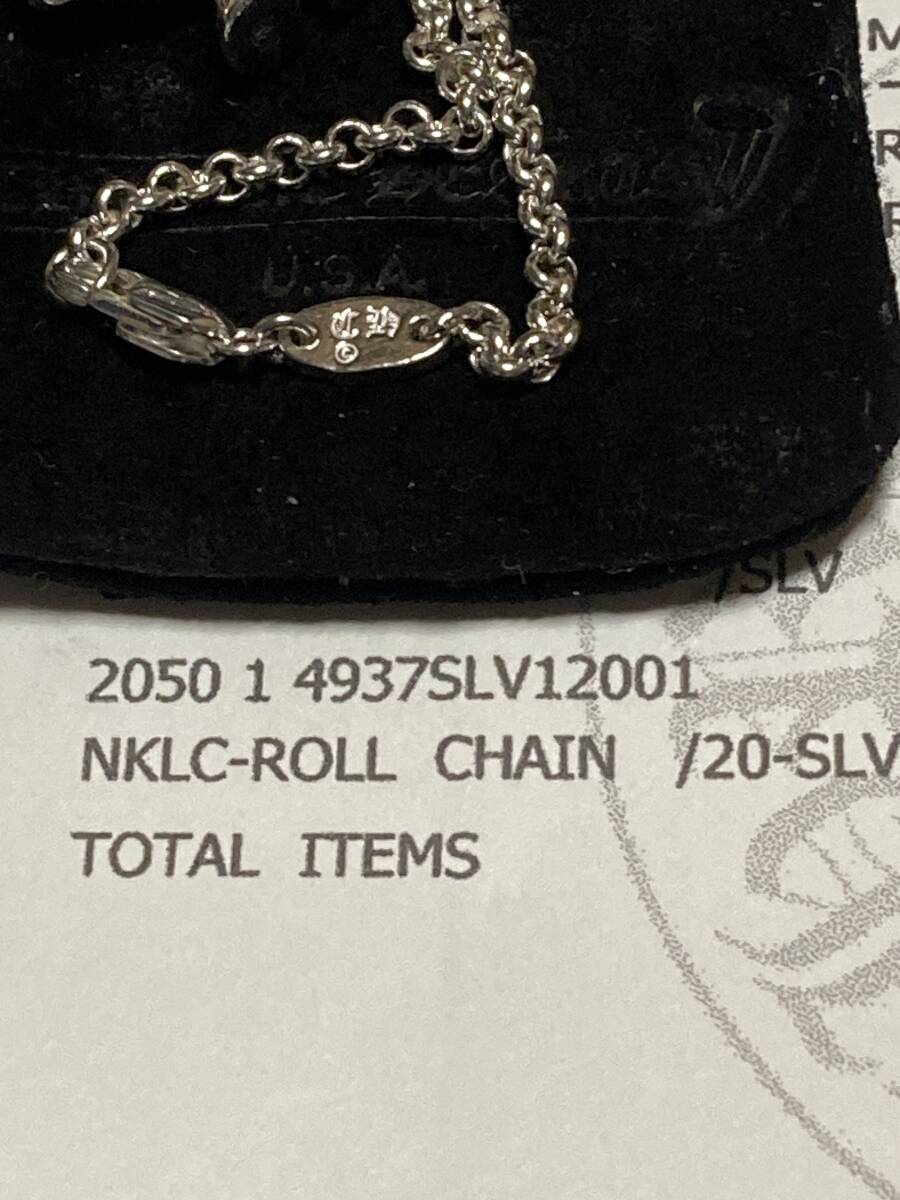 M
R
U.S.A.
©
/SLV
2050 1 4937SLV12001
NKLC-ROLL CHAIN /20-SLV
TOTAL ITEMS